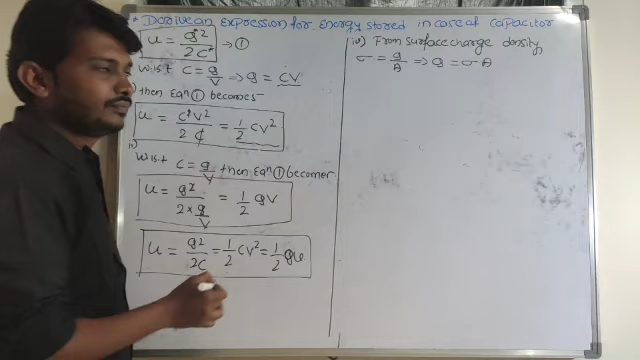 * Derive an Expression for Energy stored in case of capacitor
u = q²/2C → ①
w.k.t C = q/V ⇒ q = CV
i) then Eqn ① becomes
u = C²V²/2C = 1/2 CV²
ii)
w.k.t C = q/V then Eqn ① becomes
u = q²/2×q/V = 1/2 qV
u = q²/2C = 1/2 CV² = 1/2 qV
iv) From surface charge density,
σ = q/A ⇒ q = σ A